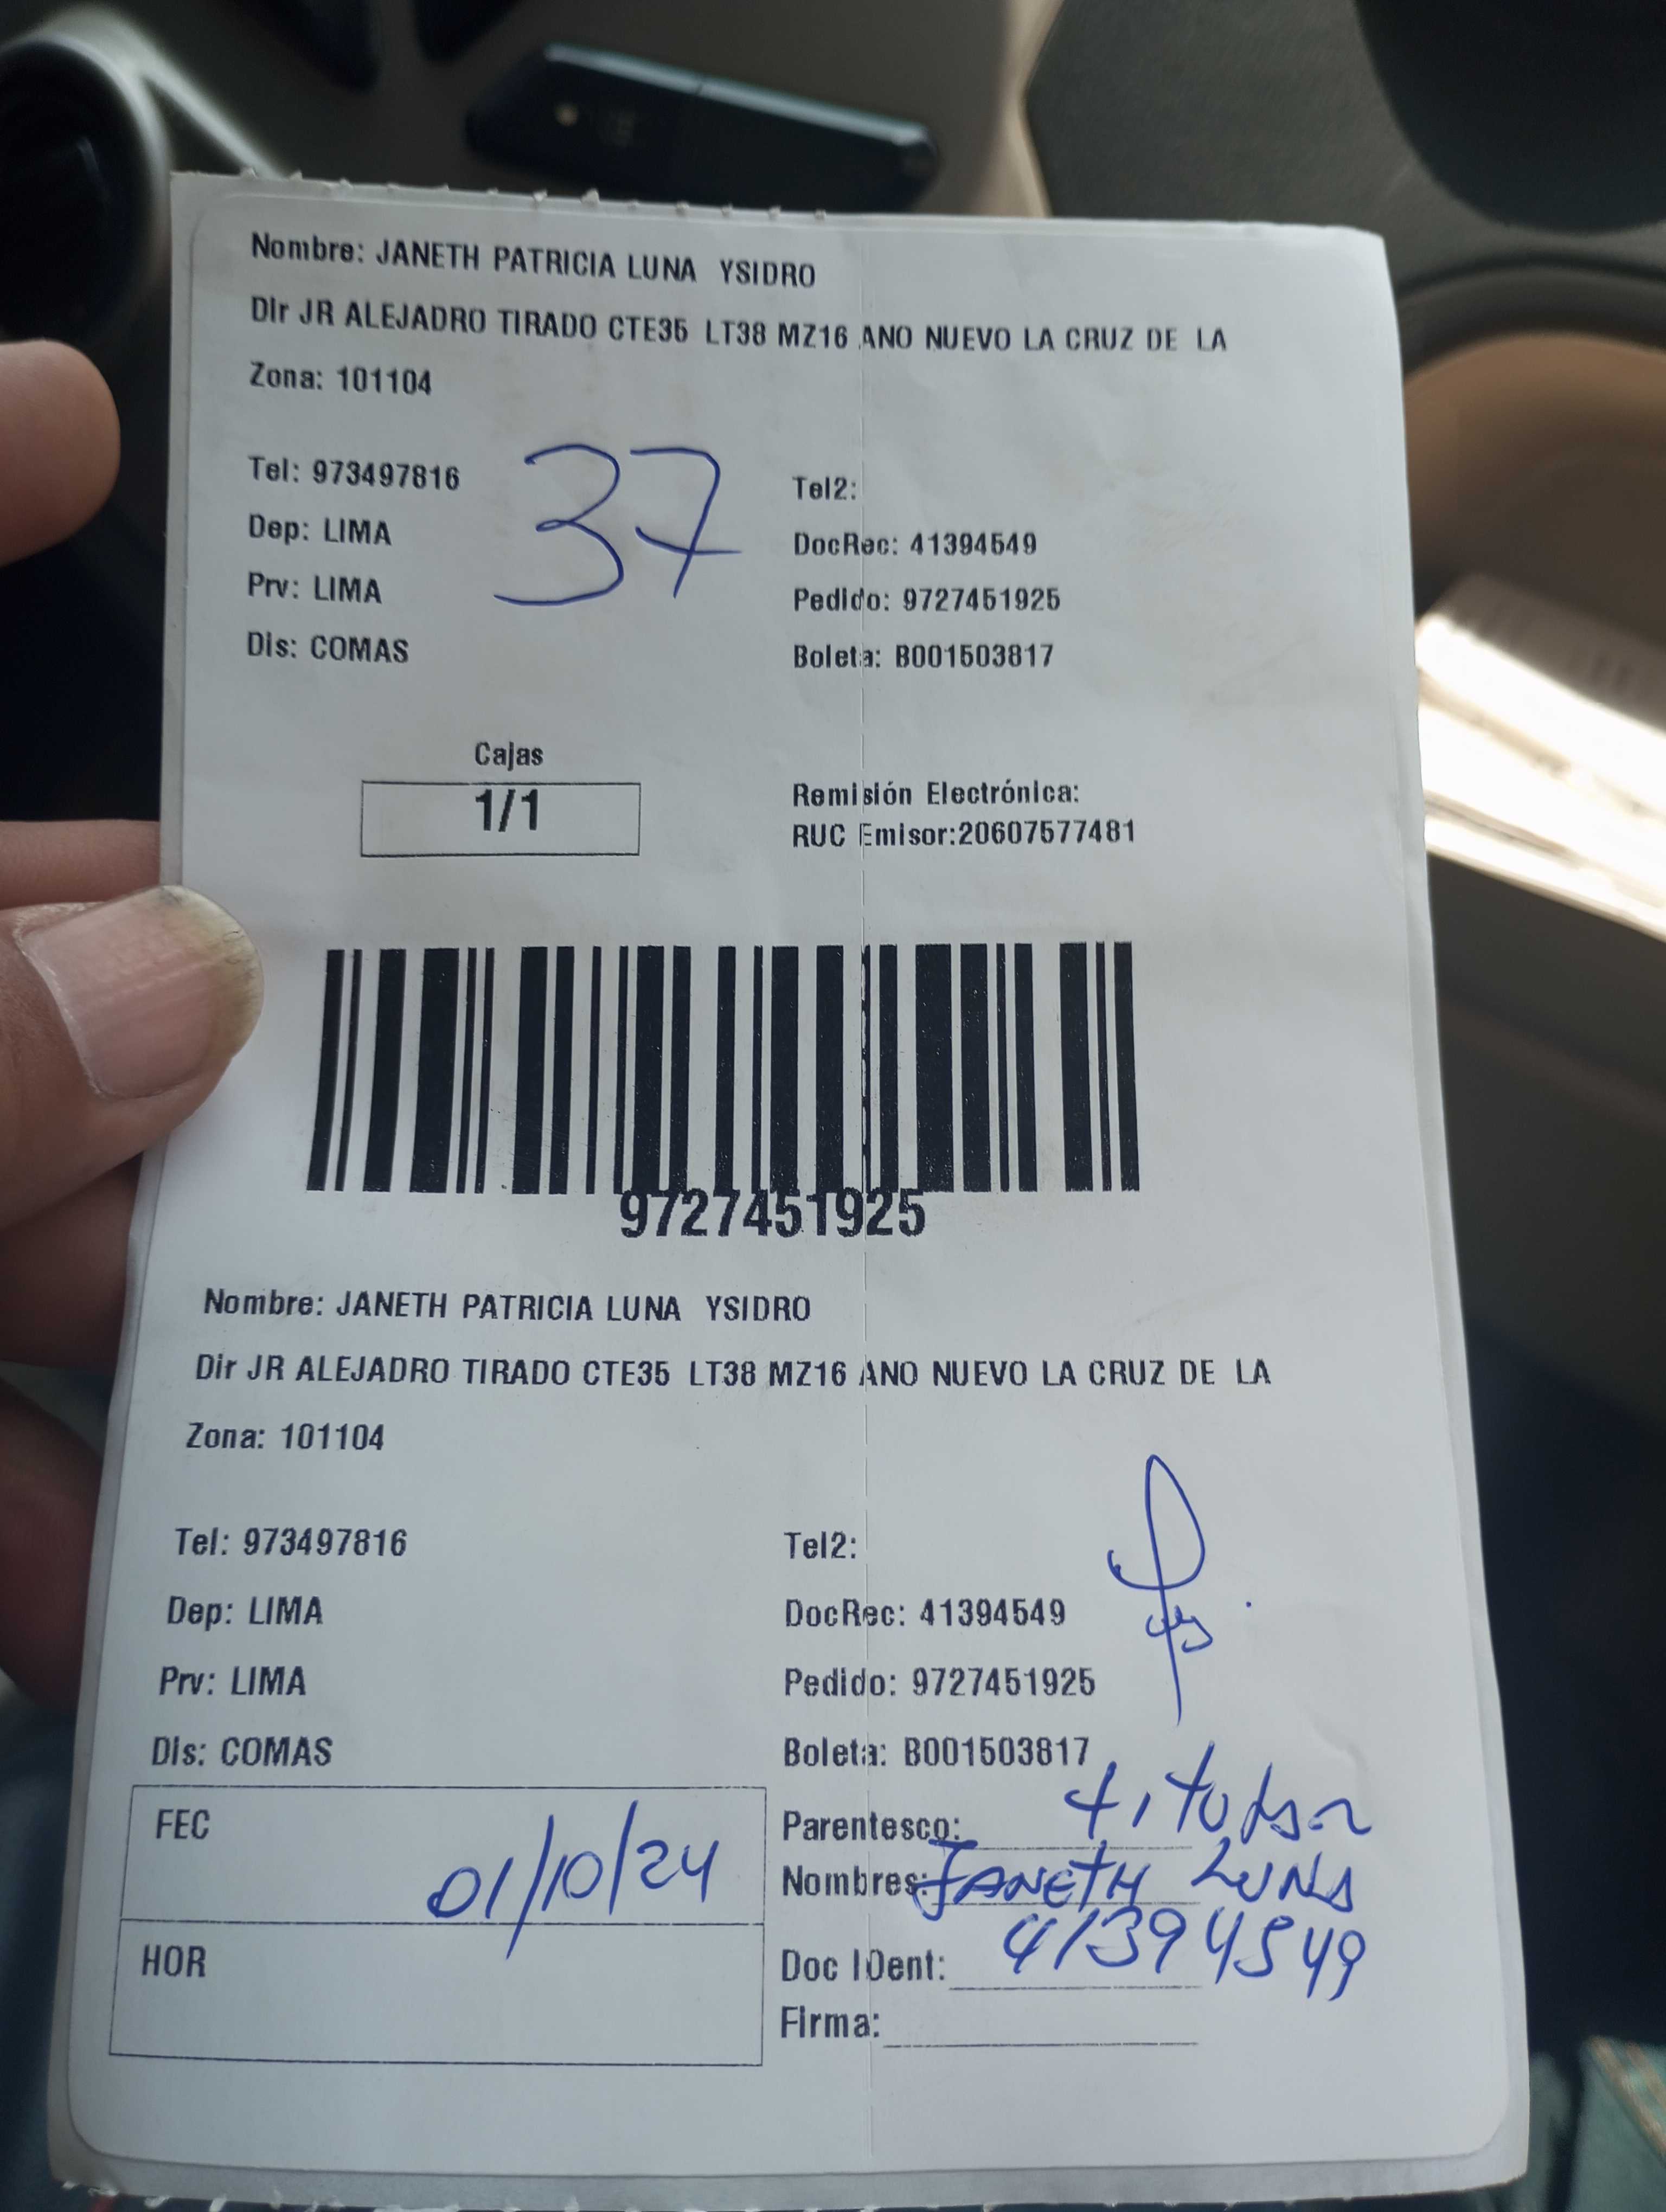 Nombre: JANETH PATRICIA LUNA YSIDRO
Dir JR ALEJADRO TIRADO CTE35 LT38 MZ16 ANO NUEVO LA CRUZ DE LA
Zona: 101104
37
Tel: 973497816 Tel2:
Dep: LIMA DocRec: 41394549
Prv: LIMA Pedido: 9727451925
Dis: COMAS Boleta: B001503817
Cajas
1/1
Remisión Electrónica:
RUC Emisor:20607577481
9727451925
Nombre: JANETH PATRICIA LUNA YSIDRO
Dir JR ALEJADRO TIRADO CTE35 LT38 MZ16 ANO NUEVO LA CRUZ DE LA
Zona: 101104
Tel: 973497816 Tel2:
Dep: LIMA DocRec: 41394549
Prv: LIMA Pedido: 9727451925
Dis: COMAS Boleta: B001503817
FEC 01/10/24
HOR
Parentesco: titular
Nombres: JANETH LUNA
Doc IDent: 41394549
Firma: